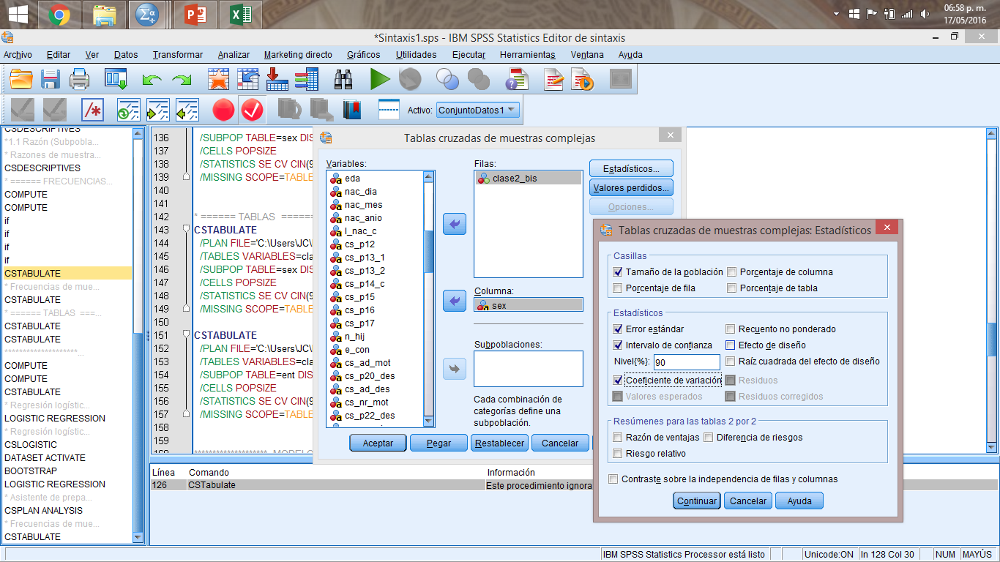 06:58 p. m.
17/05/2016
*Sintaxis1.sps - IBM SPSS Statistics Editor de sintaxis
Archivo Editar Ver Datos Transformar Analizar Marketing directo Gráficos Utilidades Ejecutar Herramientas Ventana Ayuda
Activo: ConjuntoDatos1
CSDESCRIPTIVES
*1.1 Razón (Subpobla...
* Razones de muestra...
CSDESCRIPTIVES
* ====== FRECUENCIAS...
COMPUTE
COMPUTE
if
if
if
if
CSTABULATE
* Frecuencias de mue...
CSTABULATE
* ====== TABLAS ===...
CSTABULATE
CSTABULATE
********************...
COMPUTE
COMPUTE
CSTABULATE
* Regresión logístic...
LOGISTIC REGRESSION
* Regresión logístic...
CSLOGISTIC
DATASET ACTIVATE
BOOTSTRAP
LOGISTIC REGRESSION
* Asistente de prepa...
CSPLAN ANALYSIS
* Frecuencias de mue...
CSTABULATE
136 /SUBPOP TABLE=sex DIS
137 /CELLS POPSIZE
138 /STATISTICS SE CV CIN(9
139 /MISSING SCOPE=TABLE
140
141
142 * ====== TABLAS ======
143 CSTABULATE
144 /PLAN FILE='C:\Users\JC\
145 /TABLES VARIABLES=cla
146 /SUBPOP TABLE=sex DIS
147 /CELLS POPSIZE
148 /STATISTICS SE CV CIN(9
149 /MISSING SCOPE=TABLE
150
151 CSTABULATE
152 /PLAN FILE='C:\Users\JC\
153 /TABLES VARIABLES=cla
154 /SUBPOP TABLE=ent DIS
155 /CELLS POPSIZE
156 /STATISTICS SE CV CIN(9
157 /MISSING SCOPE=TABLE
158
159
Tablas cruzadas de muestras complejas
Variables:
eda
nac_dia
nac_mes
nac_anio
l_nac_c
cs_p12
cs_p13_1
cs_p13_2
cs_p14_c
cs_p15
cs_p16
cs_p17
n_hij
e_con
cs_ad_mot
cs_p20_des
cs_ad_des
cs_nr_mot
cs_p22_des
Filas:
clase2_bis
Columna:
sex
Subpoblaciones:
Cada combinación de
categorías define una
subpoblación.
Estadísticos...
Valores perdidos...
Opciones...
Aceptar Pegar Restablecer Cancelar
Tablas cruzadas de muestras complejas: Estadísticos
Casillas
Tamaño de la población Porcentaje de columna
Porcentaje de fila Porcentaje de tabla
Estadísticos
Error estándar Recuento no ponderado
Intervalo de confianza Efecto de diseño
Nivel{%}: 90 Raíz cuadrada del efecto de diseño
Coeficiente de variación Residuos
Valores esperados Residuos corregidos
Resúmenes para las tablas 2 por 2
Razón de ventajas Diferencia de riesgos
Riesgo relativo
Contraste sobre la independencia de filas y columnas
Continuar Cancelar Ayuda
Línea Comando Información
126 CSTabulate Este procedimiento ignora
IBM SPSS Statistics Processor está listo Unicode:ON In 128 Col 30 NUM MAYÚS